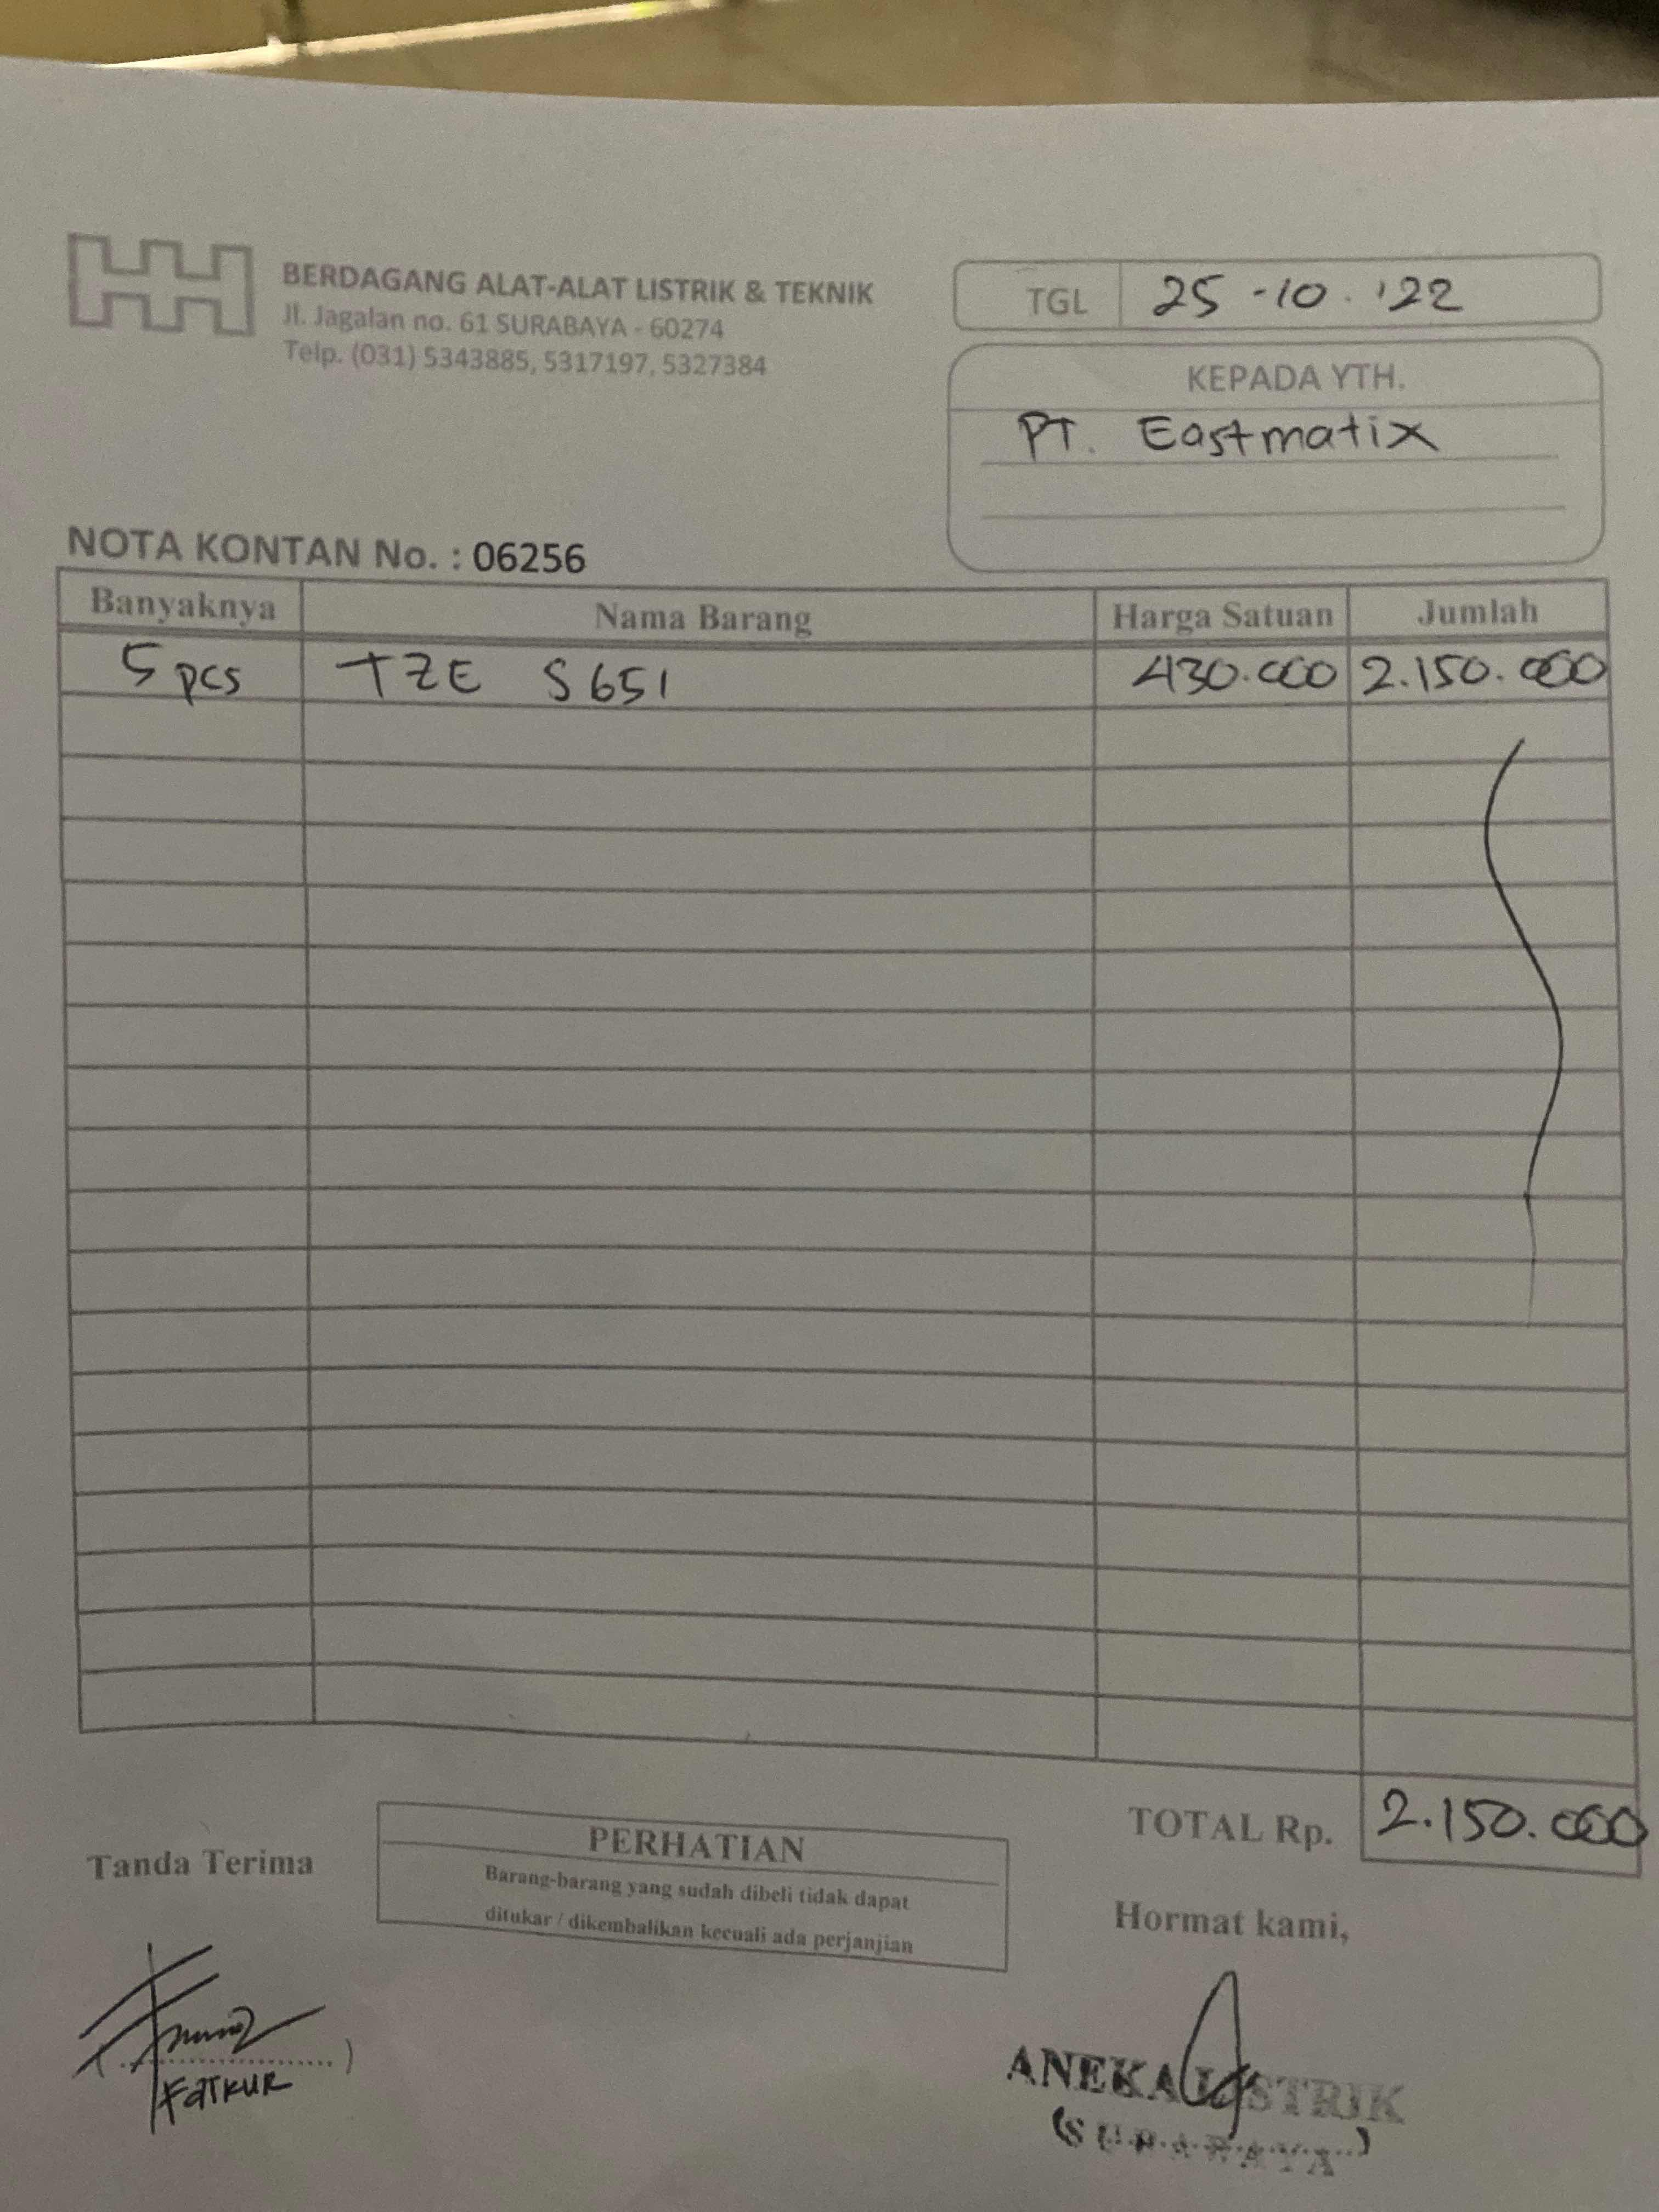 BERDAGANG ALAT-ALAT LISTRIK & TEKNIK
Jl. Jagalan no. 61 SURABAYA - 60274
Telp. (031) 5343885, 5317197, 5327384
TGL 25-10.'22
KEPADA YTH.
PT. Eastmatix
NOTA KONTAN No. : 06256
Banyaknya Nama Barang Harga Satuan Jumlah
5 pcs TZE S651 430.000 2.150.000
TOTAL Rp. 2.150.000
Tanda Terima
PERHATIAN
Barang-barang yang sudah dibeli tidak dapat
ditukar / dikembalikan kecuali ada perjanjian
Hormat kami,
FATKUR
ANEKA LISTRIK
(SURABAYA)